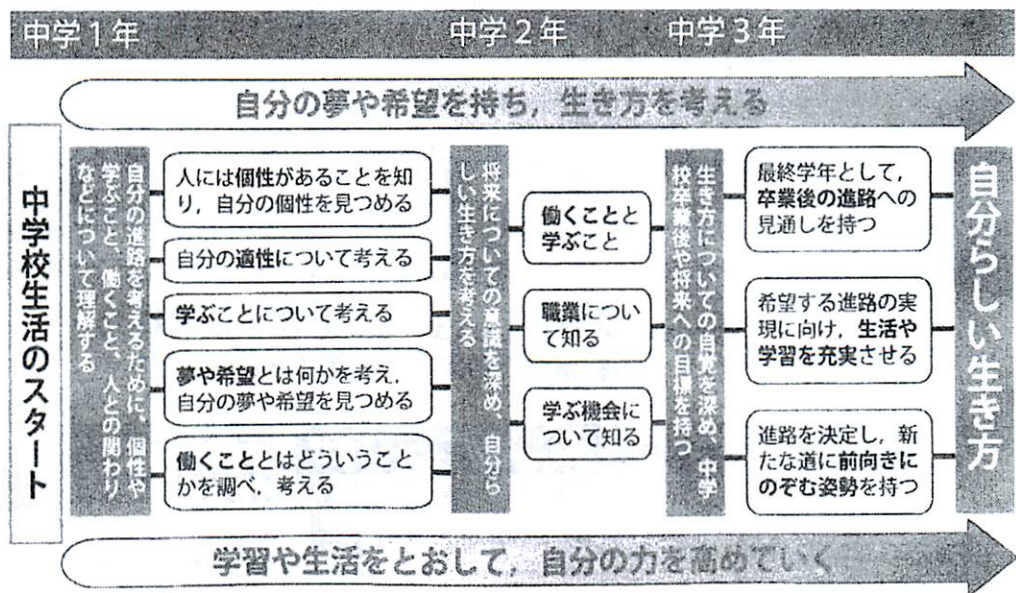 中学1年
中学2年
中学3年
自分の夢や希望を持ち，生き方を考える
中学校生活のスタート
自分の進路を考えるために、個性や
学ぶこと、働くこと、人との関わり
などについて理解する
人には個性があることを知
り，自分の個性を見つめる
自分の適性について考える
学ぶことについて考える
夢や希望とは何かを考え，
自分の夢や希望を見つめる
働くこととはどういうこと
かを調べ，考える
将来についての意識を深め、自分ら
しい生き方を考える
働くことと
学ぶこと
職業につい
て知る
学ぶ機会に
ついて知る
生き方についての自覚を深め、中学
校卒業後や将来への目標を持つ
最終学年として，
卒業後の進路への
見通しを持つ
希望する進路の実
現に向け，生活や
学習を充実させる
進路を決定し，新
たな道に前向きに
のぞむ姿勢を持つ
自分らしい生き方
学習や生活をとおして，自分の力を高めていく